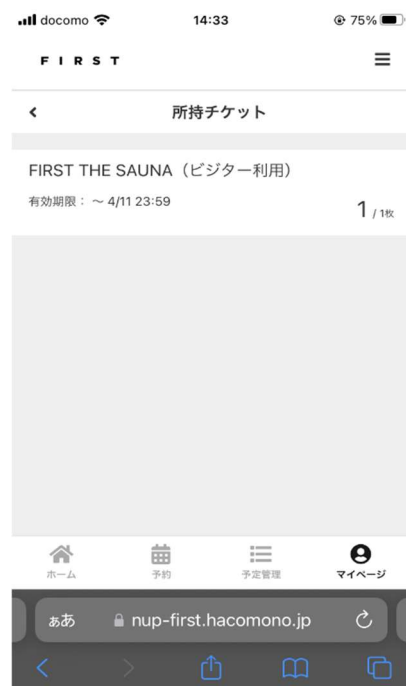 docomo 14:33 75%
FIRST
所持チケット
FIRST THE SAUNA（ビジター利用）
有効期限： ～ 4/11 23:59
1 / 1枚
ホーム 予約 予定管理 マイページ
ぁあ nup-first.hacomono.jp